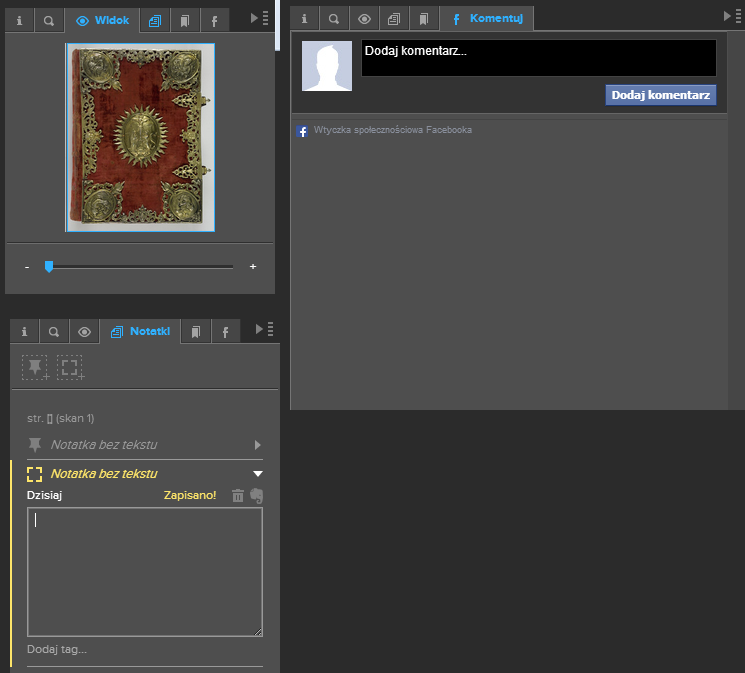 Widok
-
+
Notatki
str. [] (skan 1)
Notatka bez tekstu
Notatka bez tekstu
Dzisiaj
Zapisano!
Dodaj tag...
Komentuj
Dodaj komentarz...
Dodaj komentarz
Wtyczka społecznościowa Facebooka